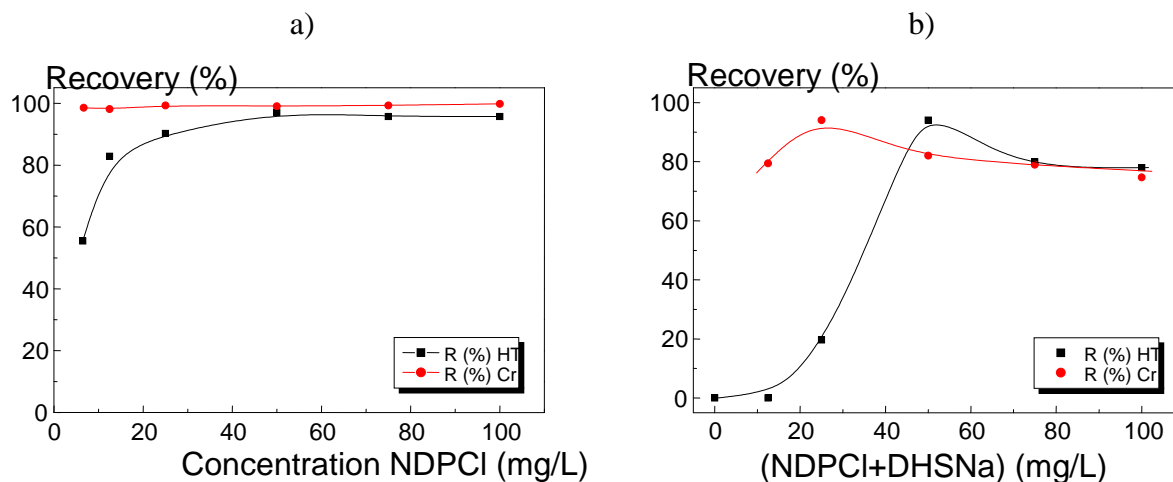 a)
Recovery (%)
100
80
60
40
20
0
R (%) HT
R (%) Cr
0 20 40 60 80 100
Concentration NDPCl (mg/L)
b)
Recovery (%)
100
80
60
40
20
0
R (%) HT
R (%) Cr
0 20 40 60 80 100
(NDPCl+DHSNa) (mg/L)